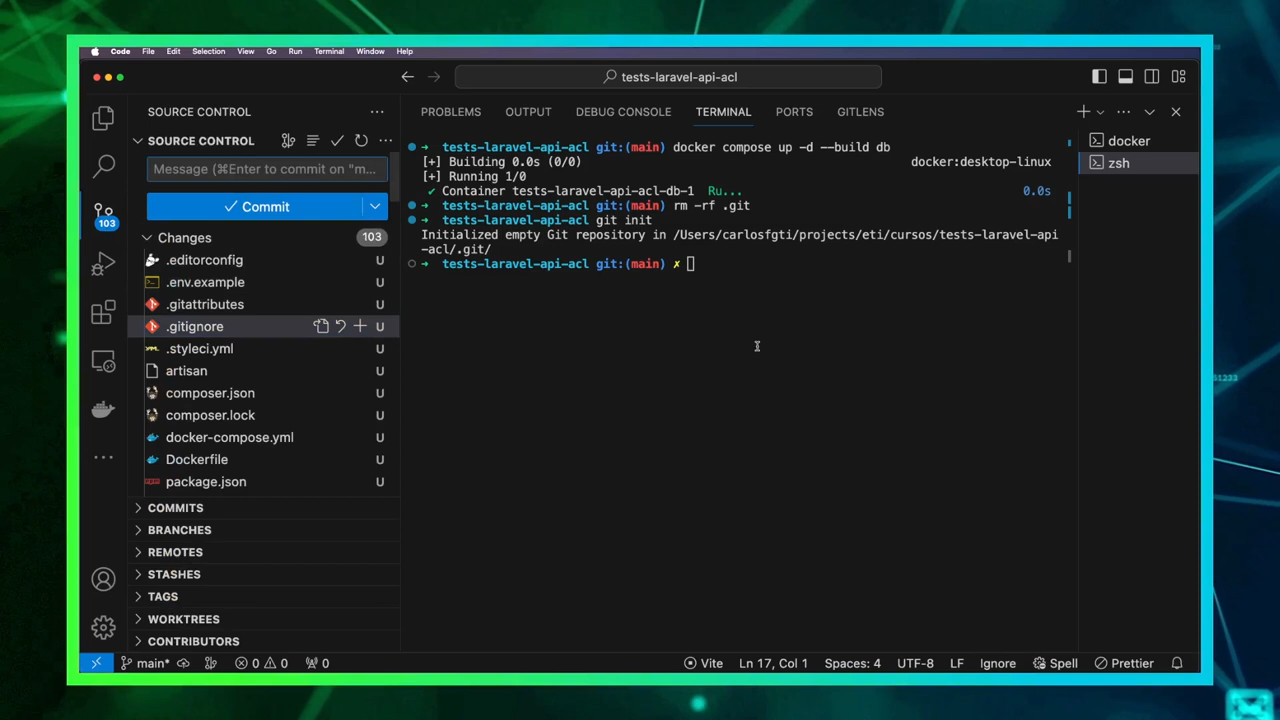 Code File Edit Selection View Go Run Terminal Window Help
tests-laravel-api-acl
SOURCE CONTROL
SOURCE CONTROL
Message (⌘Enter to commit on "m...
Commit
Changes 103
.editorconfig U
.env.example U
.gitattributes U
.gitignore U
.styleci.yml U
artisan U
composer.json U
composer.lock U
docker-compose.yml U
Dockerfile U
package.json U
COMMITS
BRANCHES
REMOTES
STASHES
TAGS
WORKTREES
CONTRIBUTORS
103
PROBLEMS OUTPUT DEBUG CONSOLE TERMINAL PORTS GITLENS
➜ tests-laravel-api-acl git:(main) docker compose up -d --build db
[+] Building 0.0s (0/0) docker:desktop-linux
[+] Running 1/0
✔ Container tests-laravel-api-acl-db-1 Ru... 0.0s
➜ tests-laravel-api-acl git:(main) rm -rf .git
➜ tests-laravel-api-acl git init
Initialized empty Git repository in /Users/carlosfgti/projects/eti/cursos/tests-laravel-api
-acl/.git/
➜ tests-laravel-api-acl git:(main) ✗
docker
zsh
main* 0 0 0 Vite Ln 17, Col 1 Spaces: 4 UTF-8 LF Ignore Spell Prettier